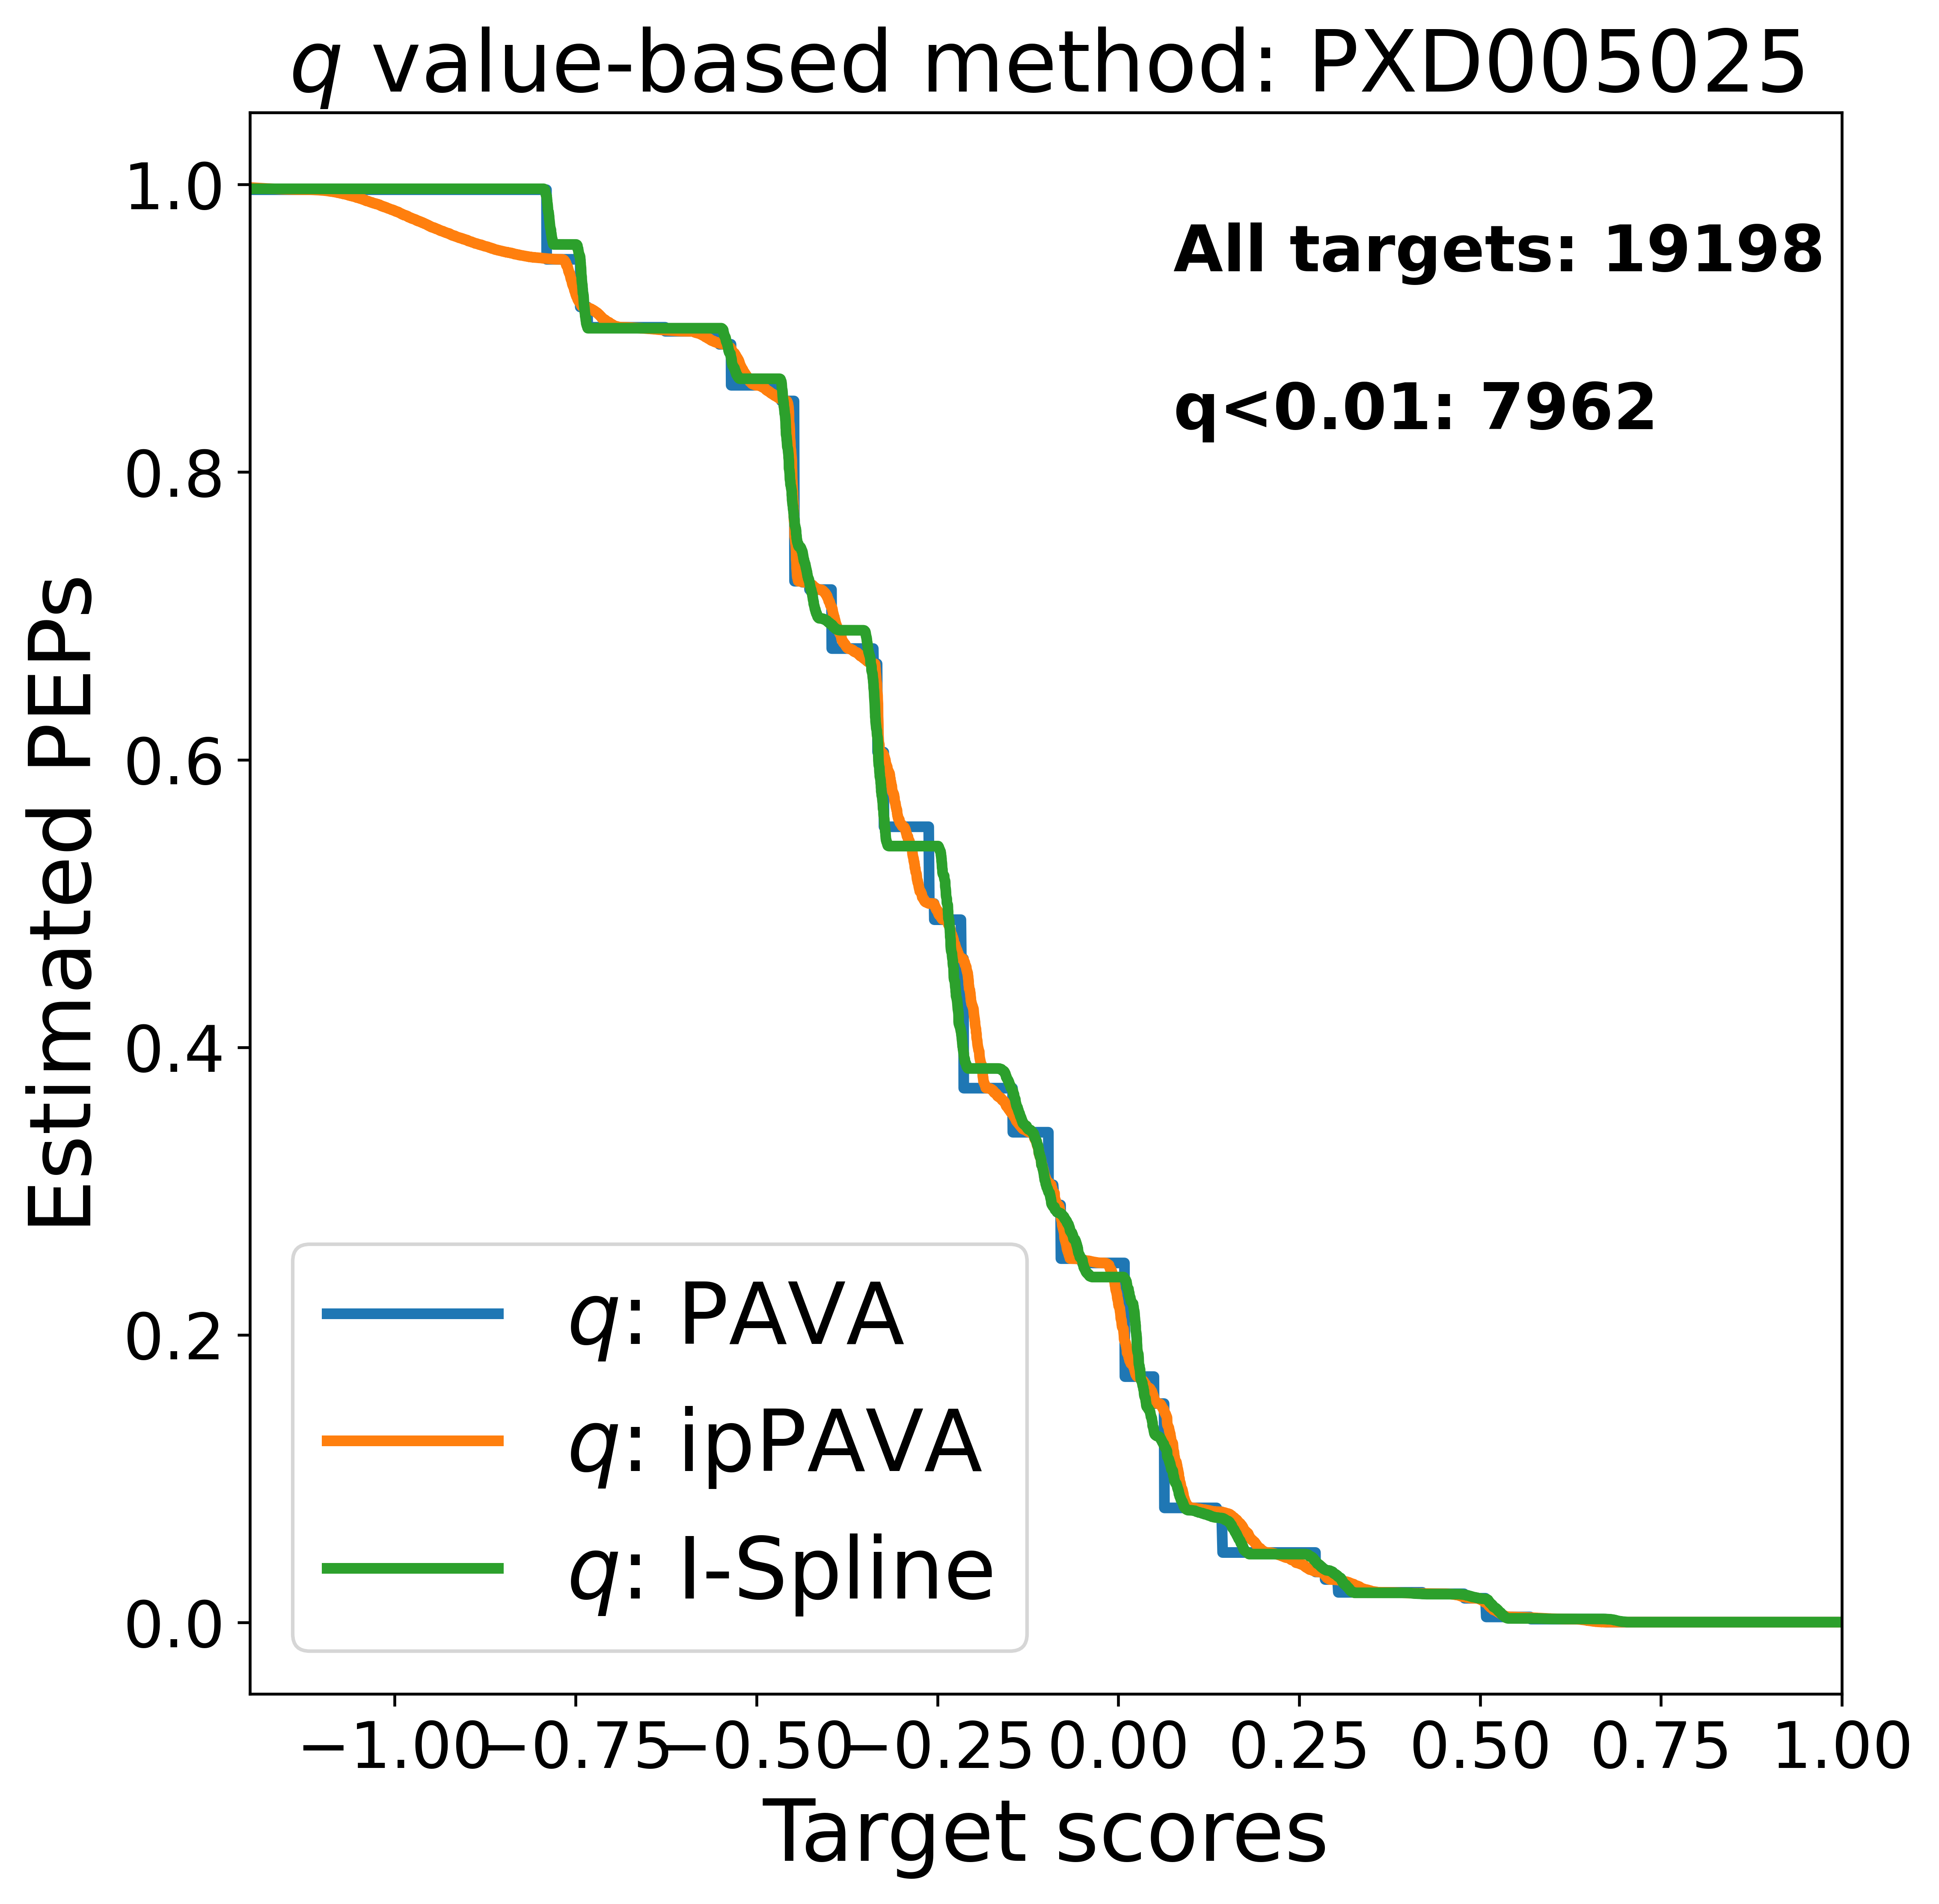 q value-based method: PXD005025
All targets: 19198
q<0.01: 7962
Estimated PEPs
1.0
0.8
0.6
0.4
0.2
0.0
q: PAVA
q: ipPAVA
q: I-Spline
−1.00 −0.75 −0.50 −0.25 0.00 0.25 0.50 0.75 1.00
Target scores